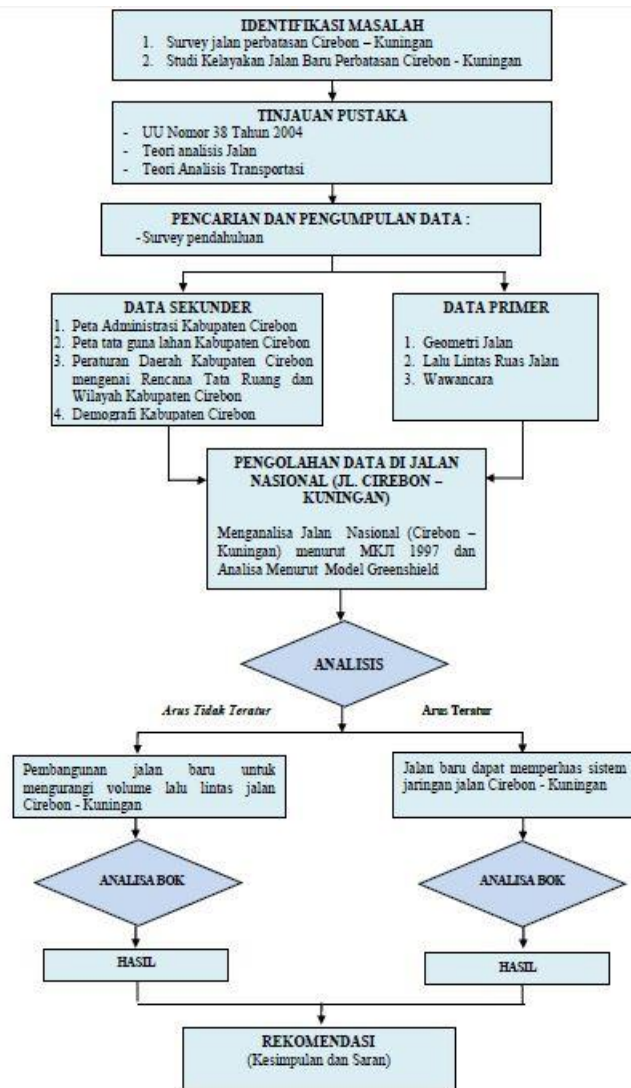 IDENTIFIKASI MASALAH
1. Survey jalan perbatasan Cirebon – Kuningan
2. Studi Kelayakan Jalan Baru Perbatasan Cirebon - Kuningan
TINJAUAN PUSTAKA
- UU Nomor 38 Tahun 2004
- Teori analisis Jalan
- Teori Analisis Transportasi
PENCARIAN DAN PENGUMPULAN DATA :
- Survey pendahuluan
DATA SEKUNDER
1. Peta Administrasi Kabupaten Cirebon
2. Peta tata guna lahan Kabupaten Cirebon
3. Peraturan Daerah Kabupaten Cirebon
mengenai Rencana Tata Ruang dan
Wilayah Kabupaten Cirebon
4. Demografi Kabupaten Cirebon
DATA PRIMER
1. Geometri Jalan
2. Lalu Lintas Ruas Jalan
3. Wawancara
PENGOLAHAN DATA DI JALAN
NASIONAL (JL. CIREBON –
KUNINGAN)
Menganalisa Jalan Nasional (Cirebon –
Kuningan) menurut MKJI 1997 dan
Analisa Menurut Model Greenshield
ANALISIS
Arus Tidak Teratur
Arus Teratur
Pembangunan jalan baru untuk
mengurangi volume lalu lintas jalan
Cirebon - Kuningan
Jalan baru dapat memperluas sistem
jaringan jalan Cirebon - Kuningan
ANALISA BOK
ANALISA BOK
HASIL
HASIL
REKOMENDASI
(Kesimpulan dan Saran)